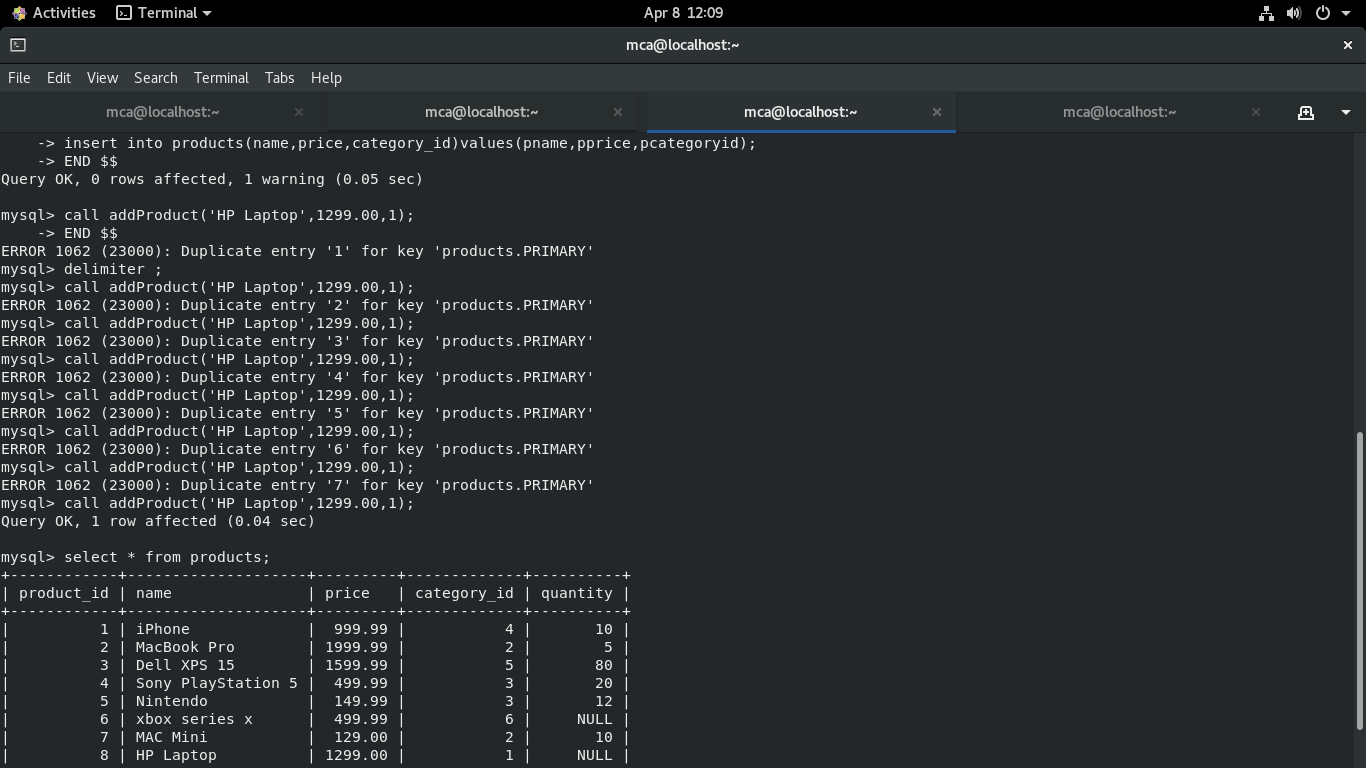 Activities Terminal Apr 8 12:09
mca@localhost:~
File Edit View Search Terminal Tabs Help
mca@localhost:~ mca@localhost:~ mca@localhost:~ mca@localhost:~
    -> insert into products(name,price,category_id)values(pname,pprice,pcategoryid);
    -> END $$
Query OK, 0 rows affected, 1 warning (0.05 sec)
mysql> call addProduct('HP Laptop',1299.00,1);
    -> END $$
ERROR 1062 (23000): Duplicate entry '1' for key 'products.PRIMARY'
mysql> delimiter ;
mysql> call addProduct('HP Laptop',1299.00,1);
ERROR 1062 (23000): Duplicate entry '2' for key 'products.PRIMARY'
mysql> call addProduct('HP Laptop',1299.00,1);
ERROR 1062 (23000): Duplicate entry '3' for key 'products.PRIMARY'
mysql> call addProduct('HP Laptop',1299.00,1);
ERROR 1062 (23000): Duplicate entry '4' for key 'products.PRIMARY'
mysql> call addProduct('HP Laptop',1299.00,1);
ERROR 1062 (23000): Duplicate entry '5' for key 'products.PRIMARY'
mysql> call addProduct('HP Laptop',1299.00,1);
ERROR 1062 (23000): Duplicate entry '6' for key 'products.PRIMARY'
mysql> call addProduct('HP Laptop',1299.00,1);
ERROR 1062 (23000): Duplicate entry '7' for key 'products.PRIMARY'
mysql> call addProduct('HP Laptop',1299.00,1);
Query OK, 1 row affected (0.04 sec)
mysql> select * from products;
+------------+--------------------+---------+-------------+----------+
| product_id | name               | price   | category_id | quantity |
+------------+--------------------+---------+-------------+----------+
|          1 | iPhone             |  999.99 |           4 |       10 |
|          2 | MacBook Pro        | 1999.99 |           2 |        5 |
|          3 | Dell XPS 15        | 1599.99 |           5 |       80 |
|          4 | Sony PlayStation 5 |  499.99 |           3 |       20 |
|          5 | Nintendo           |  149.99 |           3 |       12 |
|          6 | xbox series x      |  499.99 |           6 |     NULL |
|          7 | MAC Mini           |  129.00 |           2 |       10 |
|          8 | HP Laptop          | 1299.00 |           1 |     NULL |